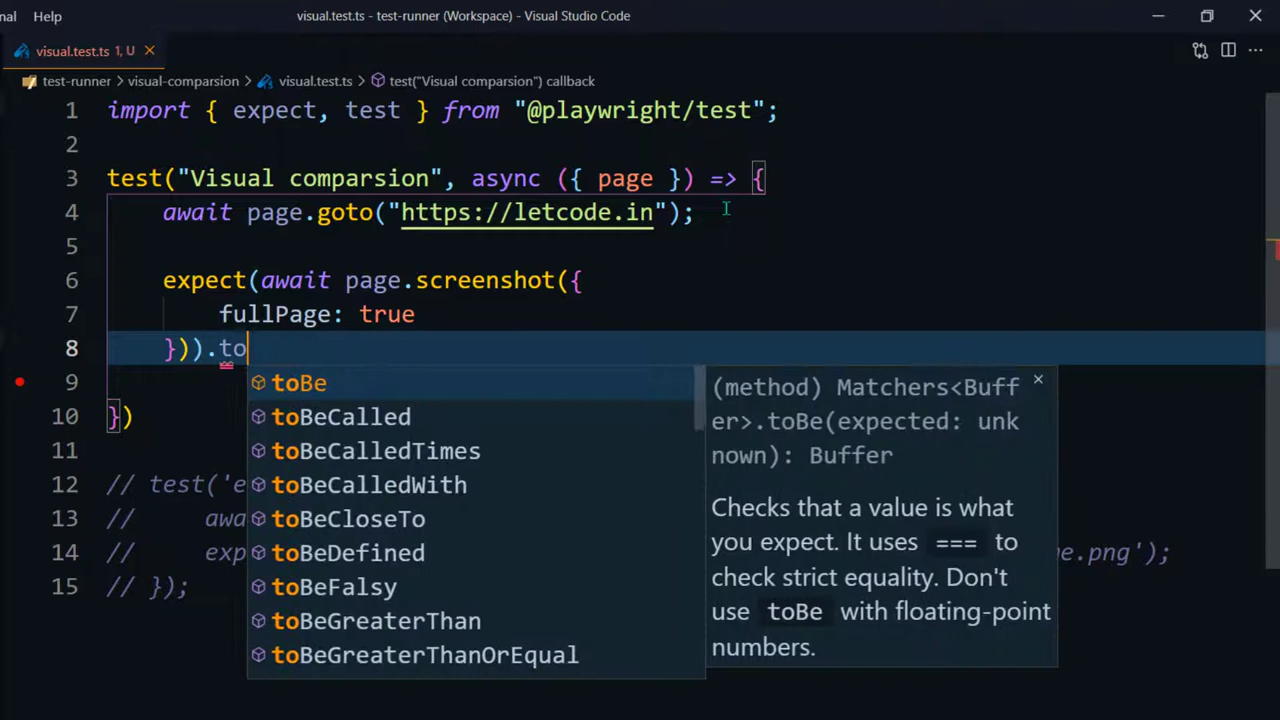 nal Help visual.test.ts - test-runner (Workspace) - Visual Studio Code
visual.test.ts 1, U
test-runner > visual-comparsion > visual.test.ts > test("Visual comparsion") callback
1 import { expect, test } from "@playwright/test";
2
3 test("Visual comparsion", async ({ page }) => {
4 await page.goto("https://letcode.in");
5
6 expect(await page.screenshot({
7 fullPage: true
8 })).to
9
10 })
11
12 // test('e
13 // awa
14 // exp e.png');
15 // });
toBe
toBeCalled
toBeCalledTimes
toBeCalledWith
toBeCloseTo
toBeDefined
toBeFalsy
toBeGreaterThan
toBeGreaterThanOrEqual
(method) Matchers<Buff
er>.toBe(expected: unk
nown): Buffer
Checks that a value is what
you expect. It uses === to
check strict equality. Don't
use toBe with floating-point
numbers.